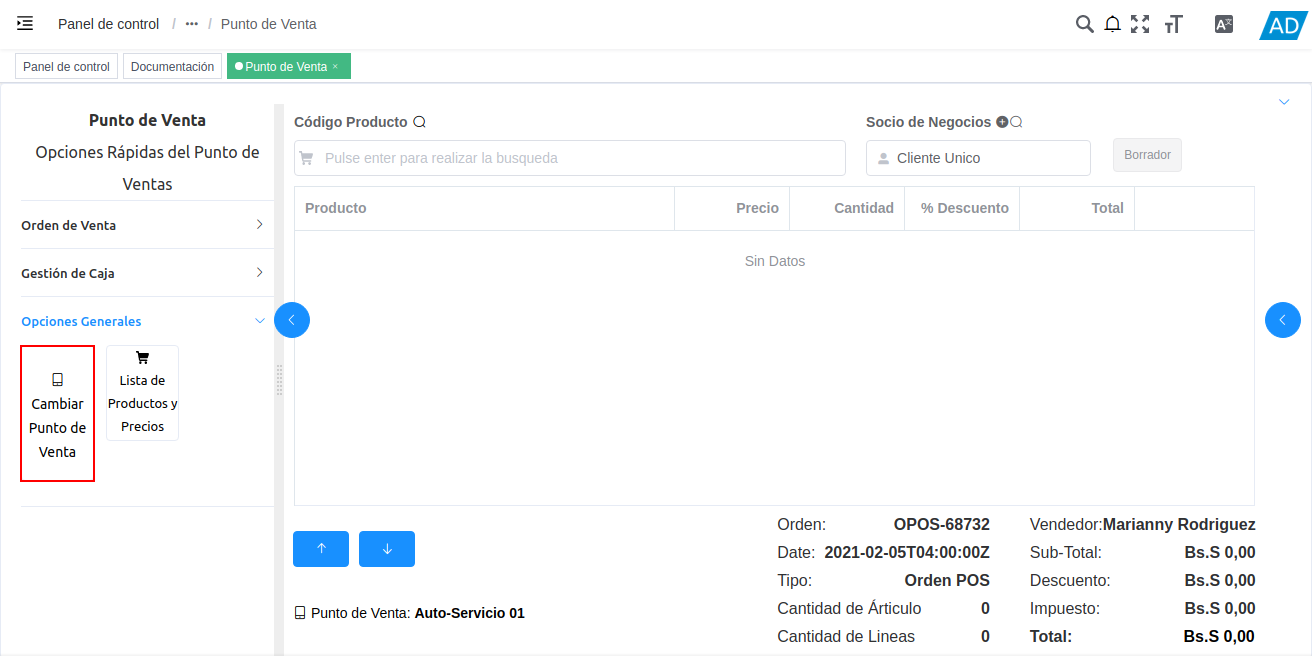 Panel de control / ••• / Punto de Venta
AD
Panel de control
Documentación
Punto de Venta ×
Punto de Venta
Opciones Rápidas del Punto de
Ventas
Orden de Venta
Gestión de Caja
Opciones Generales
Cambiar
Punto de
Venta
Lista de
Productos y
Precios
Código Producto
Pulse enter para realizar la busqueda
Socio de Negocios
Cliente Unico
Borrador
Producto Precio Cantidad % Descuento Total
Sin Datos
Punto de Venta: Auto-Servicio 01
Orden: OPOS-68732
Date: 2021-02-05T04:00:00Z
Tipo: Orden POS
Cantidad de Árticulo 0
Cantidad de Lineas 0
Vendedor:Marianny Rodriguez
Sub-Total: Bs.S 0,00
Descuento: Bs.S 0,00
Impuesto: Bs.S 0,00
Total: Bs.S 0,00